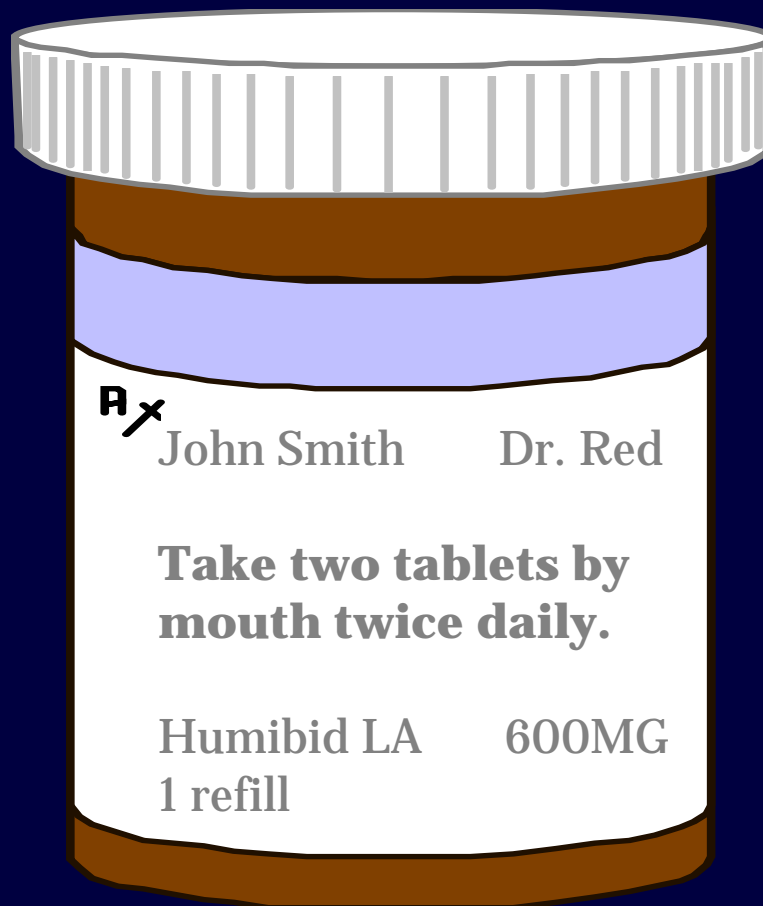 Rx
John Smith Dr. Red
Take two tablets by
mouth twice daily.
Humibid LA 600MG
1 refill